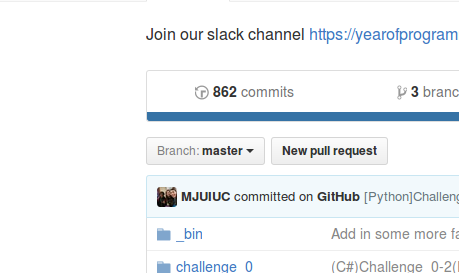 Join our slack channel https://yearofprogram
862 commits 3 branc
Branch: master New pull request
MJUIUC committed on GitHub [Python]Challeng
_bin Add in some more fa
challenge_0 (C#)Challenge_0-2(